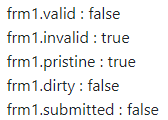 frm1.valid : false
frm1.invalid : true
frm1.pristine : true
frm1.dirty : false
frm1.submitted : false